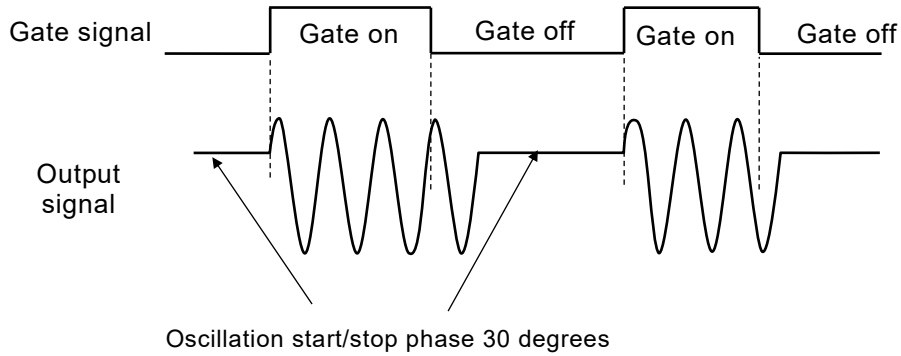 Gate signal
Gate on
Gate off
Gate on
Gate off
Output
signal
Oscillation start/stop phase 30 degrees